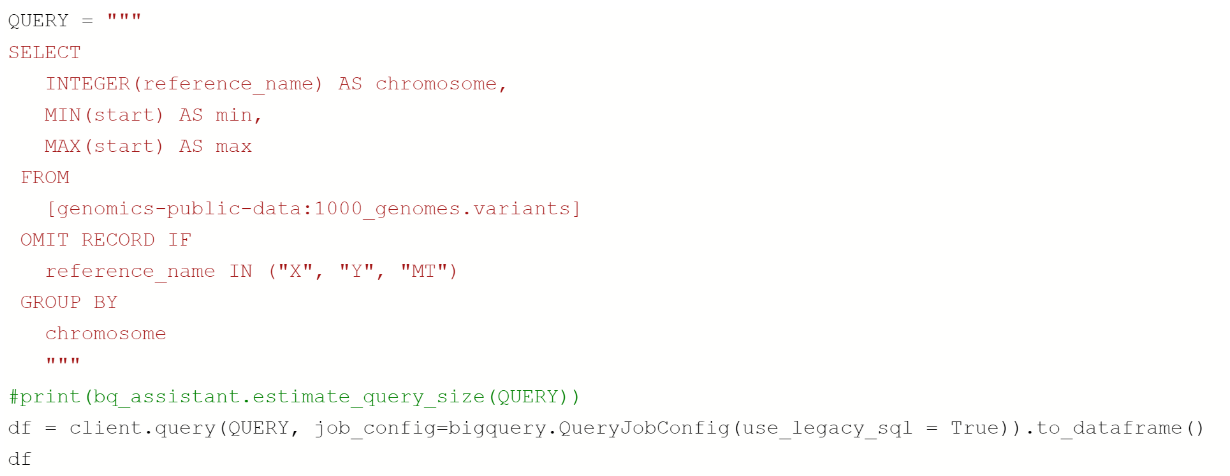 QUERY = """
SELECT
INTEGER(reference_name) AS chromosome,
MIN(start) AS min,
MAX(start) AS max
FROM
[genomics-public-data:1000_genomes.variants]
OMIT RECORD IF
reference_name IN ("X", "Y", "MT")
GROUP BY
chromosome
"""
#print(bq_assistant.estimate_query_size(QUERY))
df = client.query(QUERY, job_config=bigquery.QueryJobConfig(use_legacy_sql = True)).to_dataframe()
df